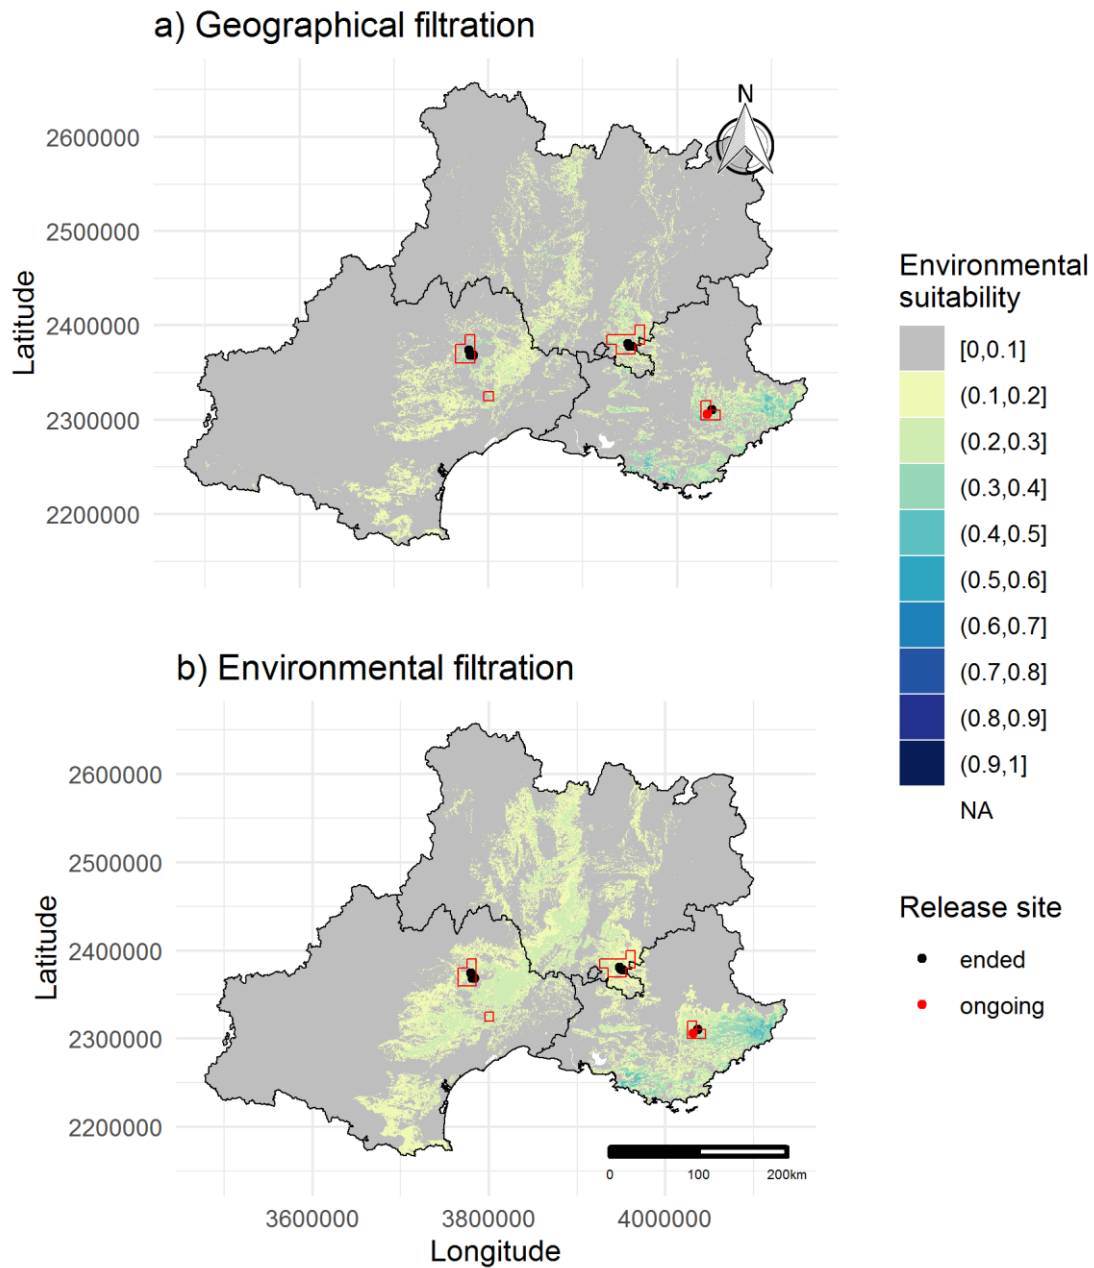 a) Geographical filtration
N
2600000
2500000
2400000
2300000
2200000
Latitude
Environmental
suitability
[0,0.1]
(0.1,0.2]
(0.2,0.3]
(0.3,0.4]
(0.4,0.5]
(0.5,0.6]
(0.6,0.7]
(0.7,0.8]
(0.8,0.9]
(0.9,1]
NA
Release site
ended
ongoing
b) Environmental filtration
2600000
2500000
2400000
2300000
2200000
Latitude
0 100 200km
3600000 3800000 4000000
Longitude